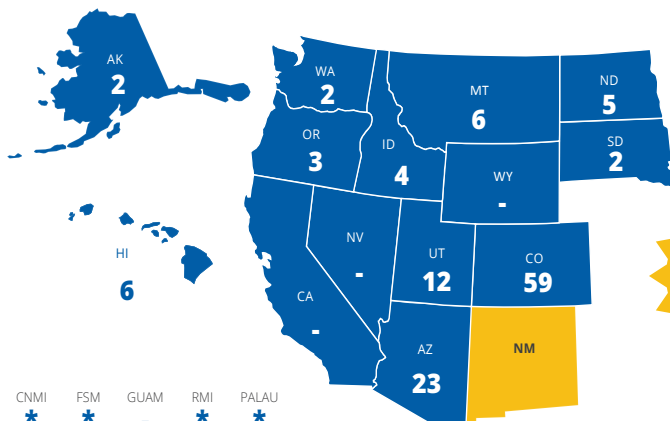 AK
2
WA
2
MT
6
ND
5
OR
3
ID
4
SD
2
WY
-
HI
6
NV
-
UT
12
CO
59
CA
-
AZ
23
NM
CNMI FSM GUAM RMI PALAU
* * - * *